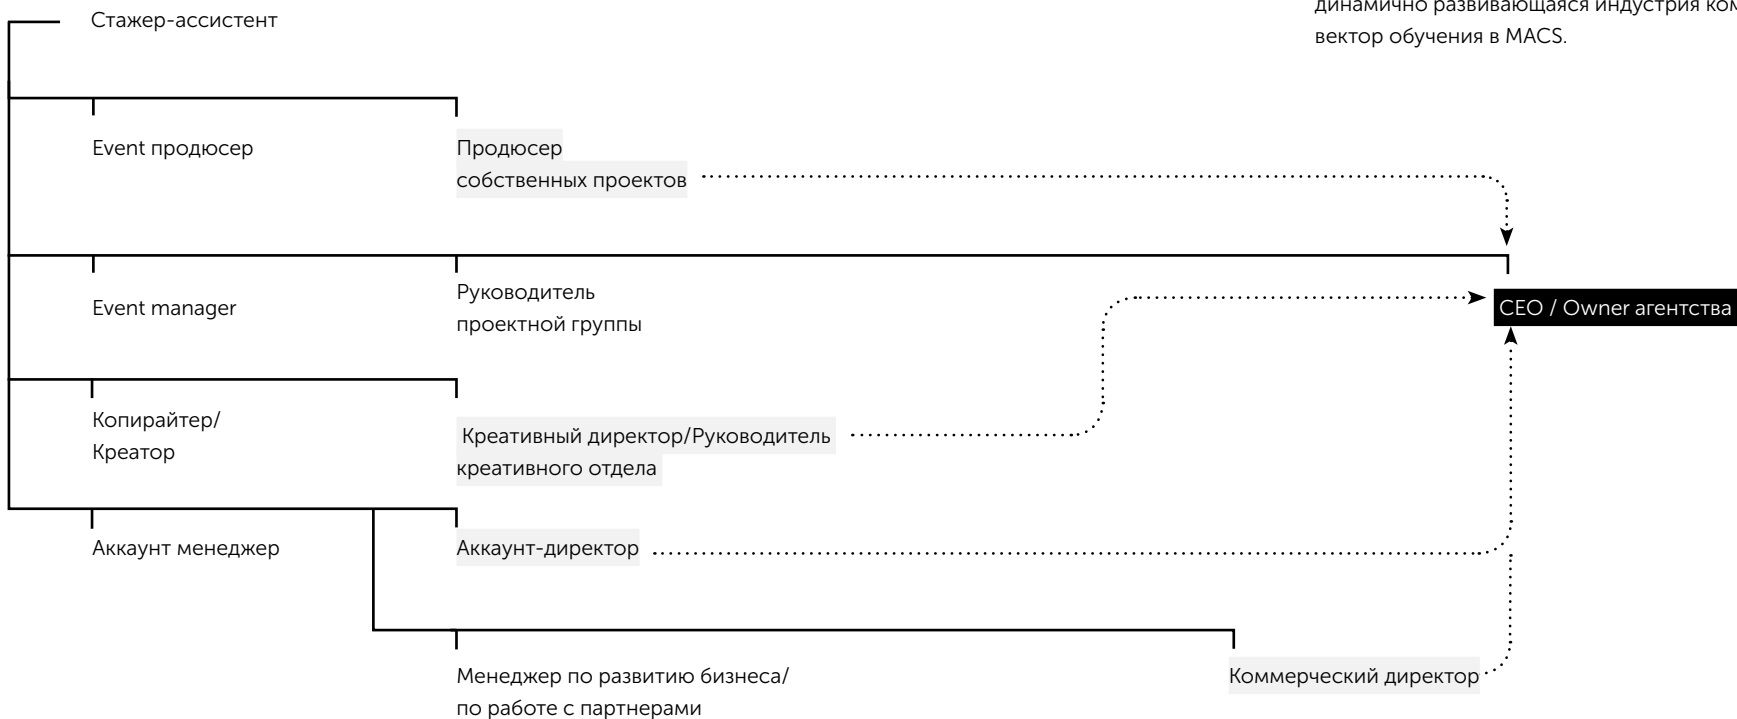 динамично развивающаяся индустрия
вектор обучения в MACS.
Стажер-ассистент
Event продюсер
Продюсер
собственных проектов
Event manager
Руководитель
проектной группы
CEO / Owner агентства
Копирайтер/
Креатор
Креативный директор/Руководитель
креативного отдела
Аккаунт менеджер
Аккаунт-директор
Менеджер по развитию бизнеса/
по работе с партнерами
Коммерческий директор